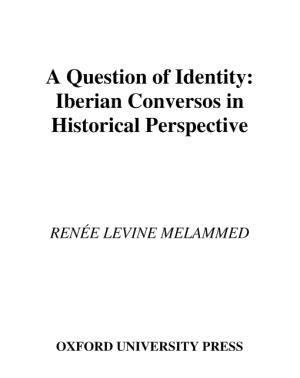 A Question of Identity:
Iberian Conversos in
Historical Perspective
RENÉE LEVINE MELAMMED
OXFORD UNIVERSITY PRESS